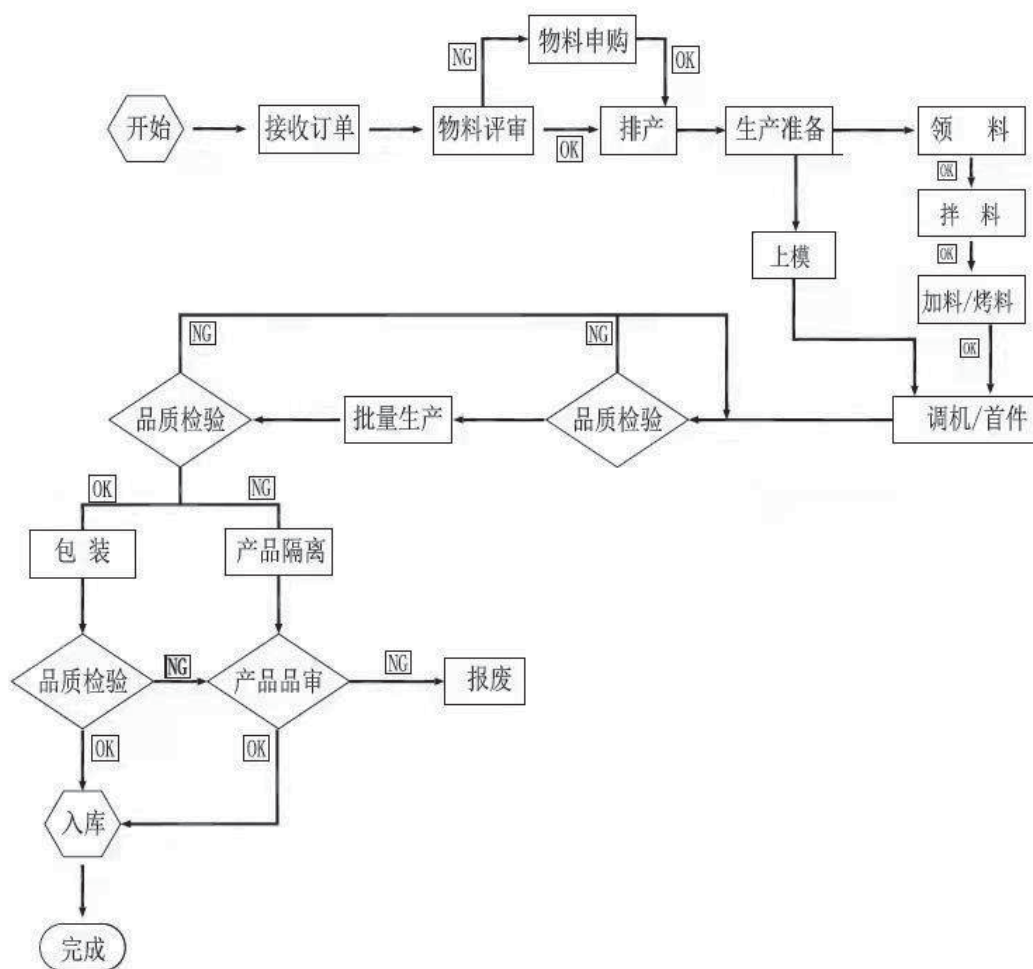 物料申购
NG
OK
开始
接收订单
物料评审
OK
排产
生产准备
领 料
OK
拌 料
上模
OK
加料/烤料
NG
NG
OK
品质检验
批量生产
品质检验
调机/首件
OK
NG
包 装
产品隔离
品质检验
NG
产品品审
NG
报废
OK
OK
入库
完成